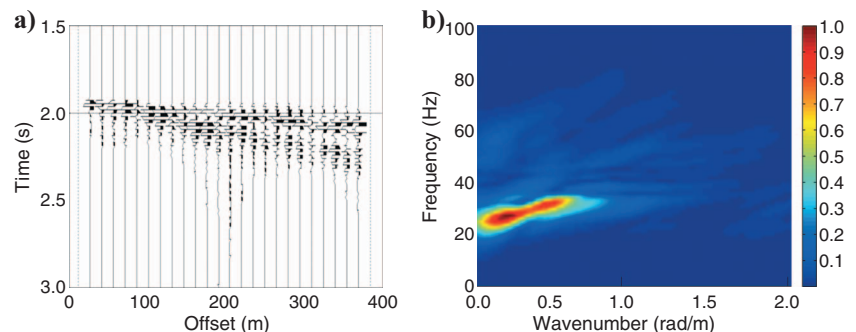 a)
1.5
2.0
2.5
3.0
Time (s)
0 100 200 300 400
Offset (m)
b)
100
80
60
40
20
0
Frequency (Hz)
0.0 0.5 1.0 1.5 2.0
Wavenumber (rad/m)
1.0
0.9
0.8
0.7
0.6
0.5
0.4
0.3
0.2
0.1